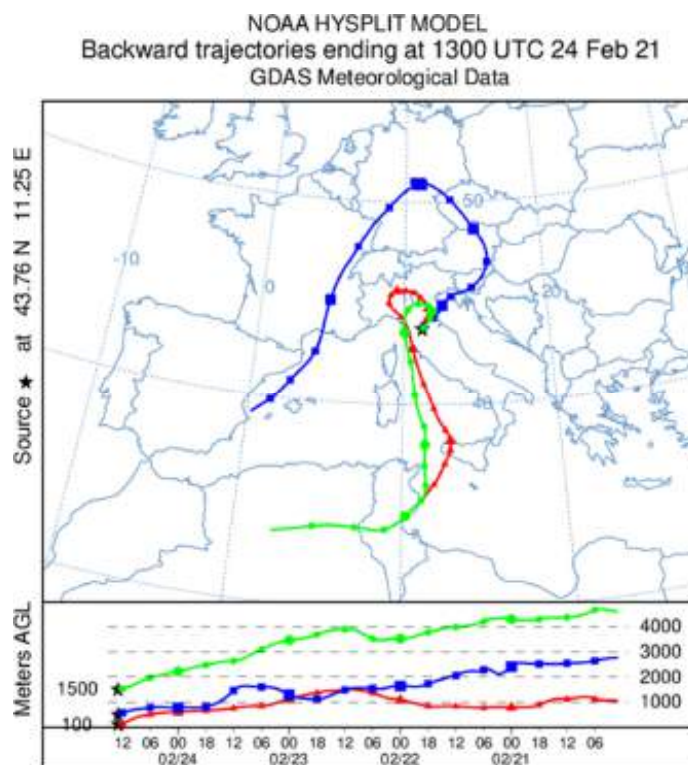 NOAA HYSPLIT MODEL
Backward trajectories ending at 1300 UTC 24 Feb 21
GDAS Meteorological Data
Source ★ at 43.76 N 11.25 E
50
-10
0
20
40
Meters AGL
4000
3000
2000
1500
1000
100
12 06 00 18 12 06 00 18 12 06 00 18 12 06 00 18 12 06
02/24 02/23 02/22 02/21